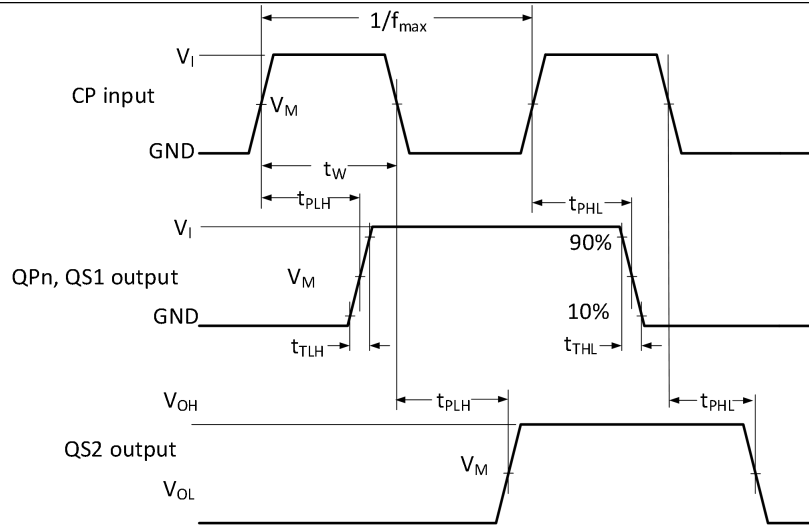 1/fmax
VI
CP input
VM
GND
tW
tPLH
tPHL
VI
90%
QPn, QS1 output
VM
GND
10%
tTLH
tTHL
VOH
tPLH
tPHL
QS2 output
VM
VOL